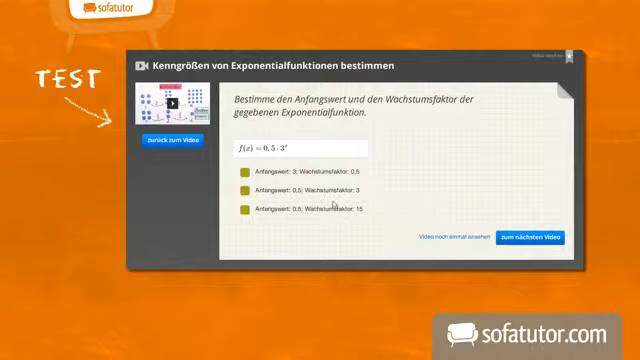 sofatutor
TEST
Kenngrößen von Exponentialfunktionen bestimmen
zurück zum Video
Bestimme den Anfangswert und den Wachstumsfaktor der
gegebenen Exponentialfunktion.
f(x) = 0, 5 · 3ˣ
Anfangswert: 3; Wachstumsfaktor: 0,5
Anfangswert: 0,5; Wachstumsfaktor: 3
Anfangswert: 0,5; Wachstumsfaktor: 15
Video noch einmal ansehen
zum nächsten Video
sofatutor.com